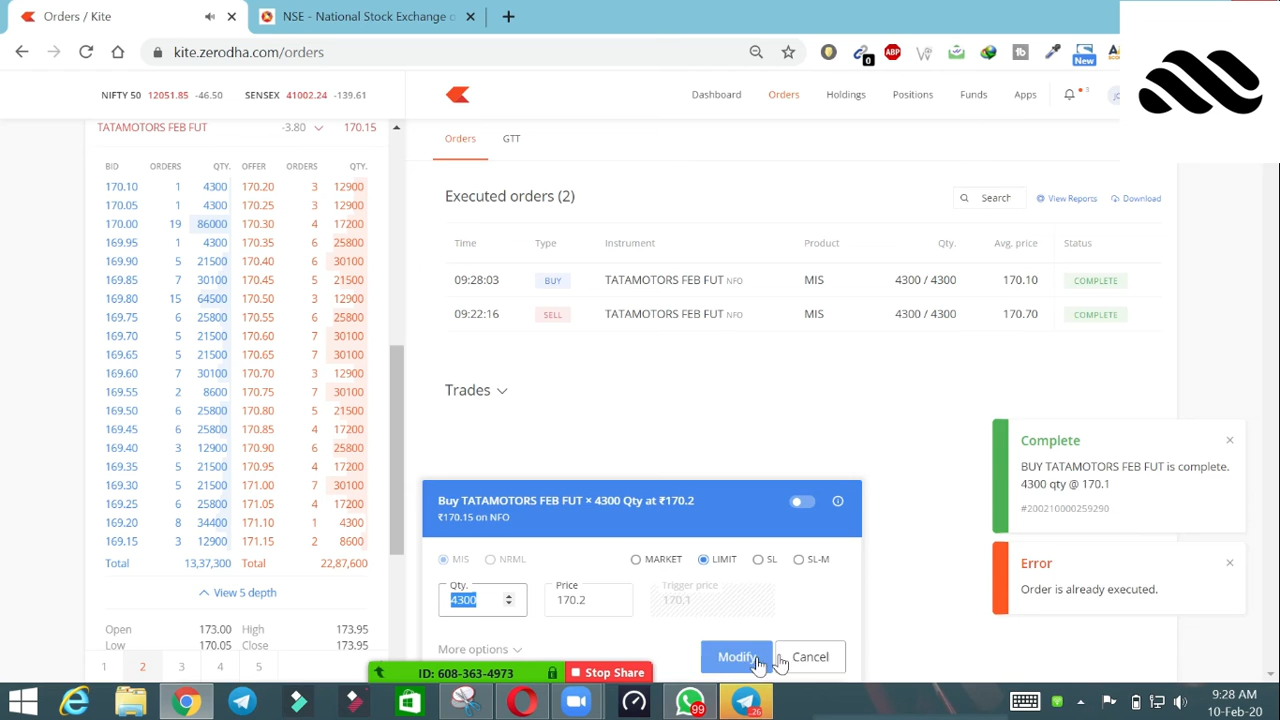 Orders / Kite
NSE - National Stock Exchange o
kite.zerodha.com/orders
0
ABP
New
NIFTY 50 12051.85 -46.50 SENSEX 41002.24 -139.61
Dashboard Orders Holdings Positions Funds Apps
3
TATAMOTORS FEB FUT -3.80 170.15
Orders GTT
BID ORDERS QTY. OFFER ORDERS QTY.
170.10 1 4300 170.20 3 12900
170.05 1 4300 170.25 3 12900
170.00 19 86000 170.30 4 17200
169.95 1 4300 170.35 6 25800
169.90 5 21500 170.40 6 30100
169.85 7 30100 170.45 5 21500
169.80 15 64500 170.50 3 12900
169.75 6 25800 170.55 6 25800
169.70 5 21500 170.60 7 30100
169.65 5 21500 170.65 7 30100
169.60 7 30100 170.70 3 12900
169.55 2 8600 170.75 7 30100
169.50 6 25800 170.80 5 21500
169.45 6 25800 170.85 4 17200
169.40 3 12900 170.90 6 25800
169.35 5 21500 170.95 4 17200
169.30 5 21500 171.00 7 30100
169.25 6 25800 171.05 4 17200
169.20 8 34400 171.10 1 4300
169.15 3 12900 171.15 2 8600
Total 13,37,300 Total 22,87,600
View 5 depth
Open 173.00 High 173.95
Low 170.05 Close 173.95
1 2 3 4 5
Executed orders (2)
Search View Reports Download
Time Type Instrument Product Qty. Avg. price Status
09:28:03 BUY TATAMOTORS FEB FUT NFO MIS 4300 / 4300 170.10 COMPLETE
09:22:16 SELL TATAMOTORS FEB FUT NFO MIS 4300 / 4300 170.70 COMPLETE
Trades
Complete
BUY TATAMOTORS FEB FUT is complete.
4300 qty @ 170.1
#200210000259290
Error
Order is already executed.
Buy TATAMOTORS FEB FUT × 4300 Qty at ₹170.2
₹170.15 on NFO
MIS NRML MARKET LIMIT SL SL-M
Qty. Price Trigger price
4300 170.2 170.1
More options Modify Cancel
ID: 608-363-4973 Stop Share
99
26
9:28 AM
10-Feb-20